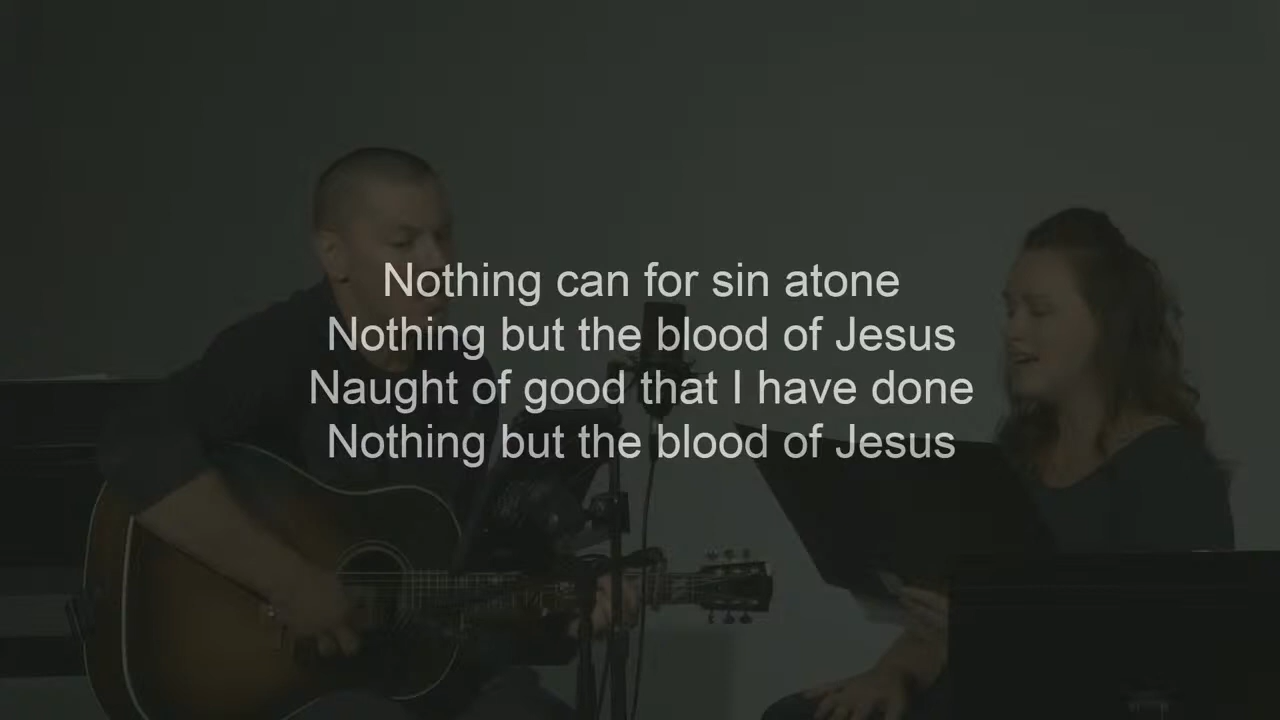 Nothing can for sin atone
Nothing but the blood of Jesus
Naught of good that I have done
Nothing but the blood of Jesus